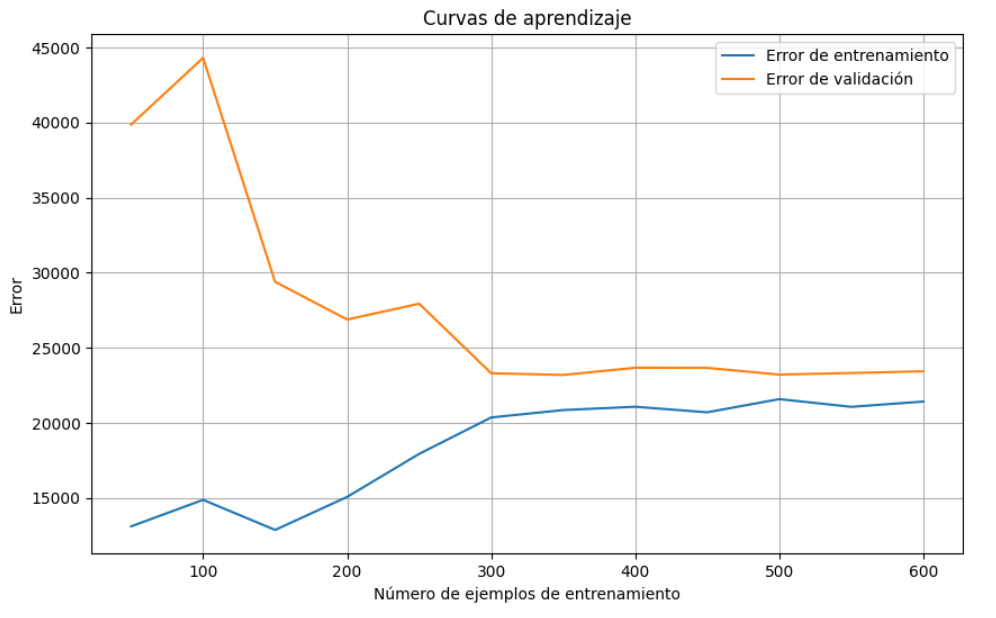 Curvas de aprendizaje
Error de entrenamiento
Error de validación
45000
40000
35000
30000
25000
20000
15000
Error
100 200 300 400 500 600
Número de ejemplos de entrenamiento